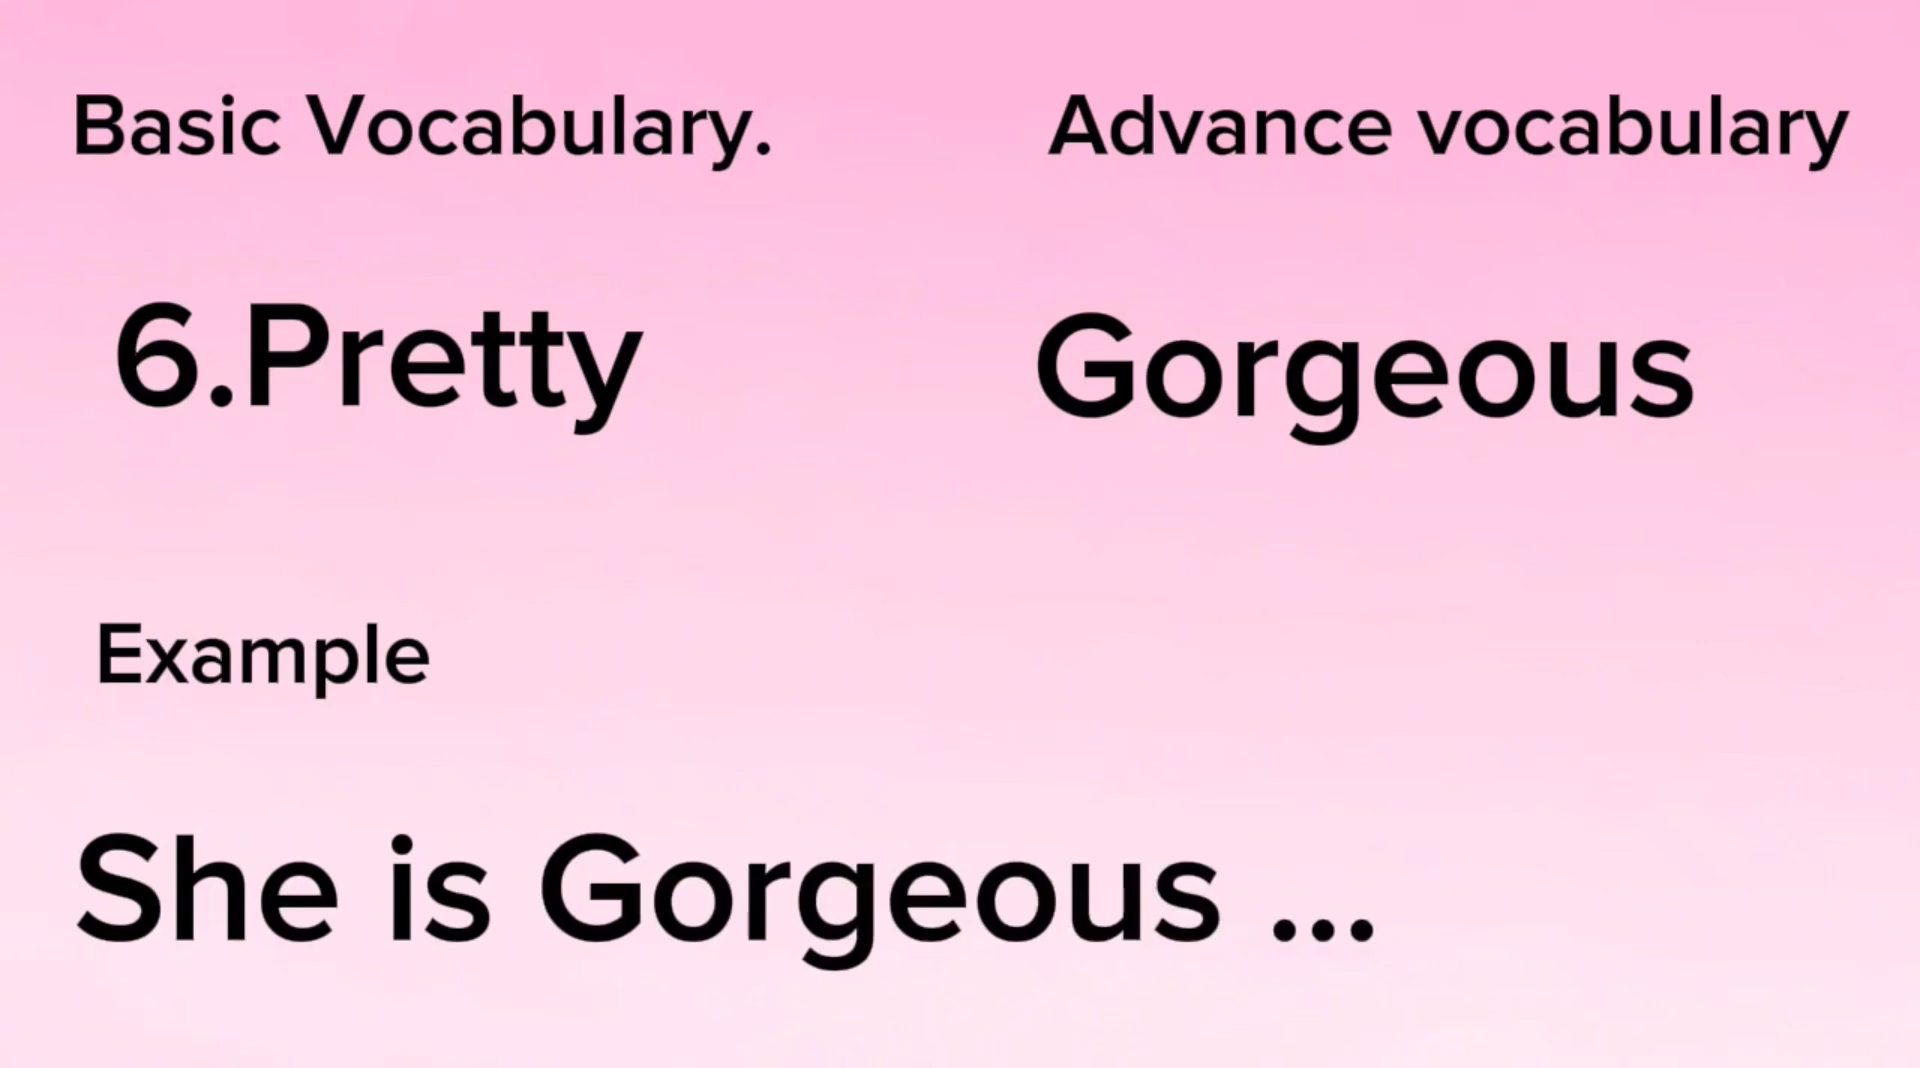 Basic Vocabulary.
Advance vocabulary
6.Pretty
Gorgeous
Example
She is Gorgeous ...